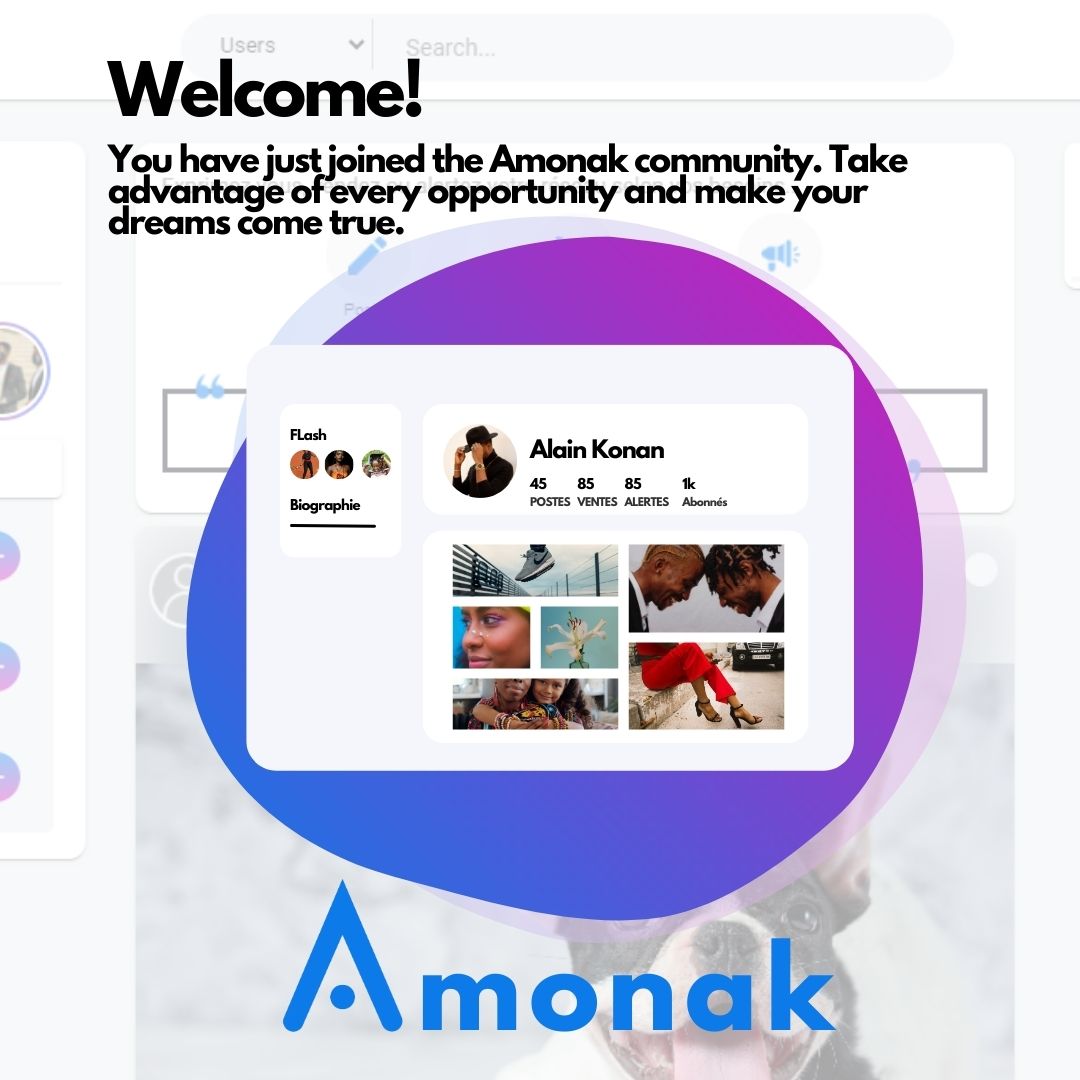 Users
Search...
Welcome!
You have just joined the Amonak community. Take
advantage of every opportunity and make your
dreams come true.
FLash
Biographie
Alain Konan
45 85 85 1k
POSTES VENTES ALERTES Abonnés
Amonak